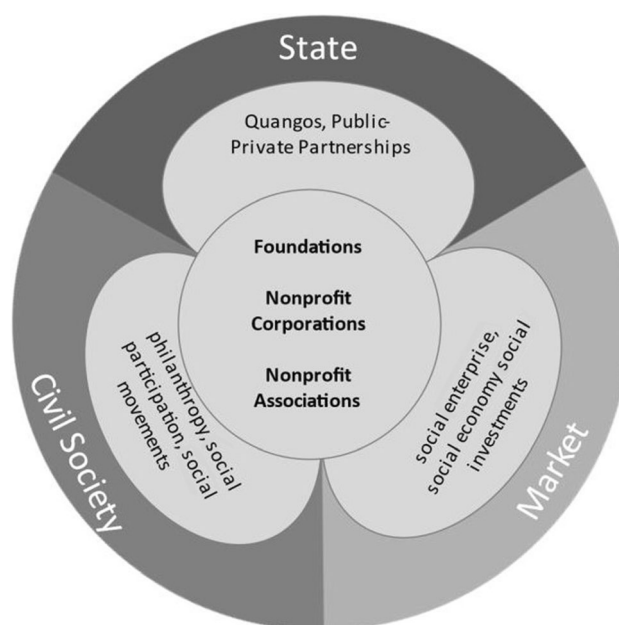 State
Quangos, Public-
Private Partnerships
Foundations
Nonprofit
Corporations
Nonprofit
Associations
Civil Society
philanthropy, social
participation, social
movements
social enterprise,
social economy social
investments
Market